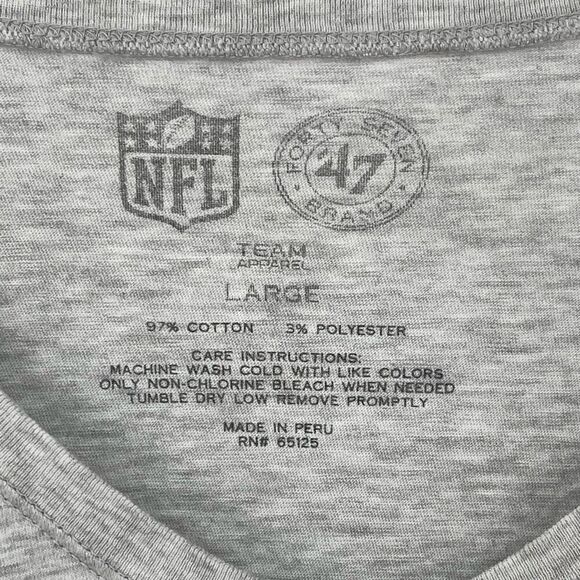 NFL
FORTY SEVEN
47
BRAND
TEAM
APPAREL
LARGE
97% COTTON 3% POLYESTER
CARE INSTRUCTIONS:
MACHINE WASH COLD WITH LIKE COLORS
ONLY NON-CHLORINE BLEACH WHEN NEEDED
TUMBLE DRY LOW REMOVE PROMPTLY
MADE IN PERU
RN# 65125